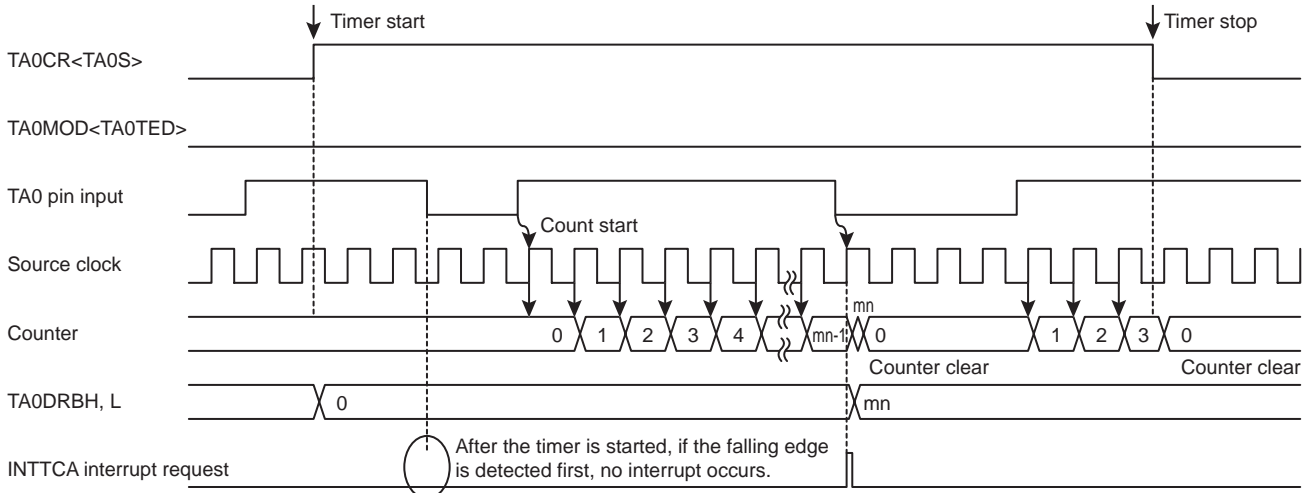 Timer start
Timer stop
TA0CR<TA0S>
TA0MOD<TA0TED>
TA0 pin input
Count start
Source clock
mn
Counter
0 1 2 3 4 mn-1 0 1 2 3 0
Counter clear
Counter clear
TA0DRBH, L
0
mn
After the timer is started, if the falling edge
is detected first, no interrupt occurs.
INTTCA interrupt request